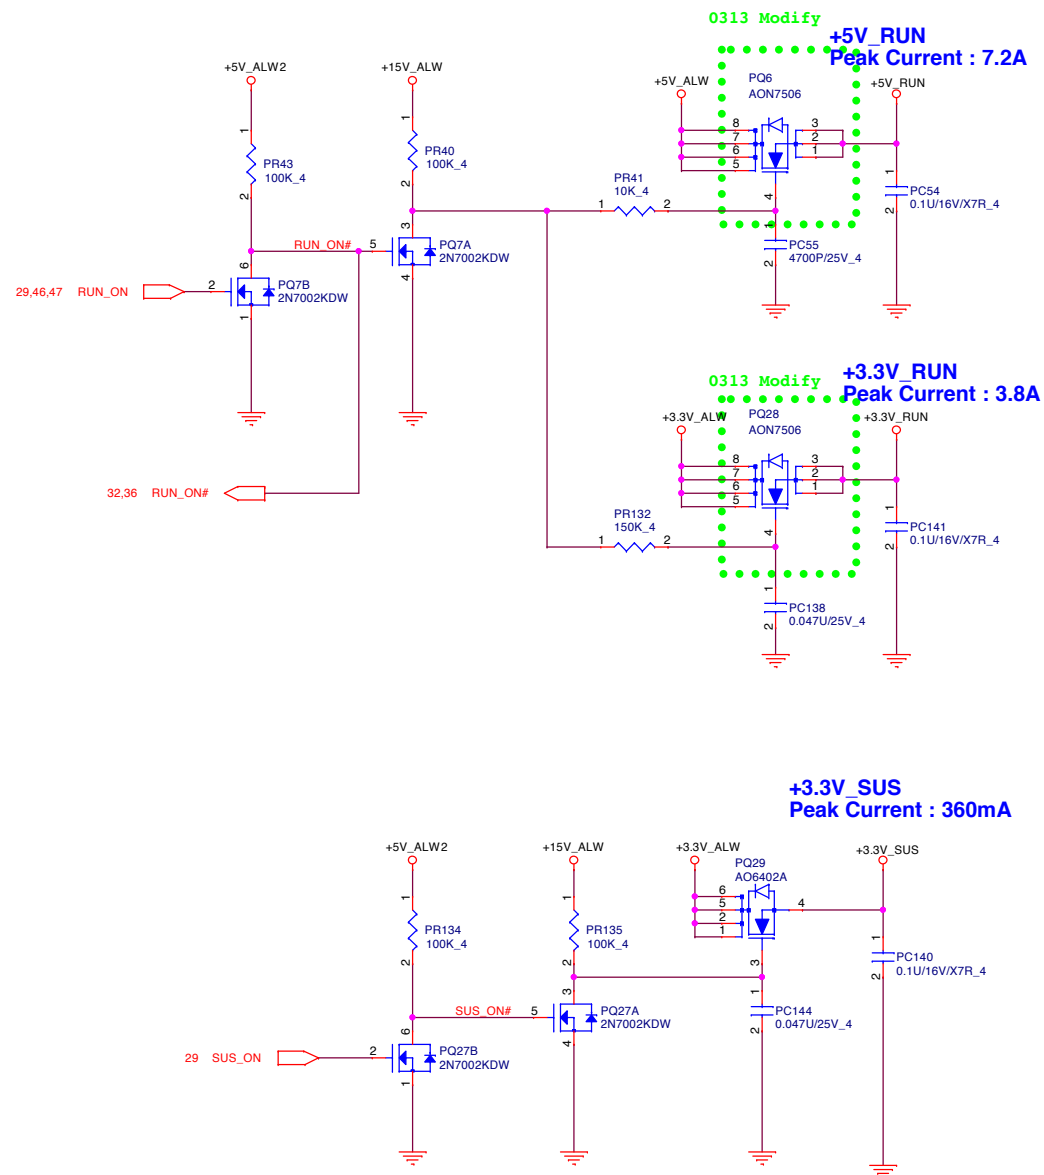 0313 Modify
+5V_RUN
Peak Current : 7.2A
+5V_ALW2
+15V_ALW
+5V_ALW
PQ6
AON7506
+5V_RUN
1
PR43
100K_4
2
1
PR40
100K_4
2
8
7
6
5
3
2
1
4
PR41
10K_4
1
2
1
PC54
0.1U/16V/X7R_4
2
1
PC55
4700P/25V_4
2
RUN_ON#
5
3
PQ7A
2N7002KDW
4
29,46,47 RUN_ON
2
6
PQ7B
2N7002KDW
1
32,36 RUN_ON#
0313 Modify
+3.3V_RUN
Peak Current : 3.8A
+3.3V_ALW
PQ28
AON7506
+3.3V_RUN
8
7
6
5
3
2
1
4
PR132
150K_4
1
2
1
PC141
0.1U/16V/X7R_4
2
1
PC138
0.047U/25V_4
2
+3.3V_SUS
Peak Current : 360mA
+5V_ALW2
+15V_ALW
+3.3V_ALW
PQ29
AO6402A
+3.3V_SUS
1
PR134
100K_4
2
1
PR135
100K_4
2
6
5
2
1
4
3
1
PC140
0.1U/16V/X7R_4
2
1
PC144
0.047U/25V_4
2
SUS_ON#
5
3
PQ27A
2N7002KDW
4
29 SUS_ON
2
6
PQ27B
2N7002KDW
1